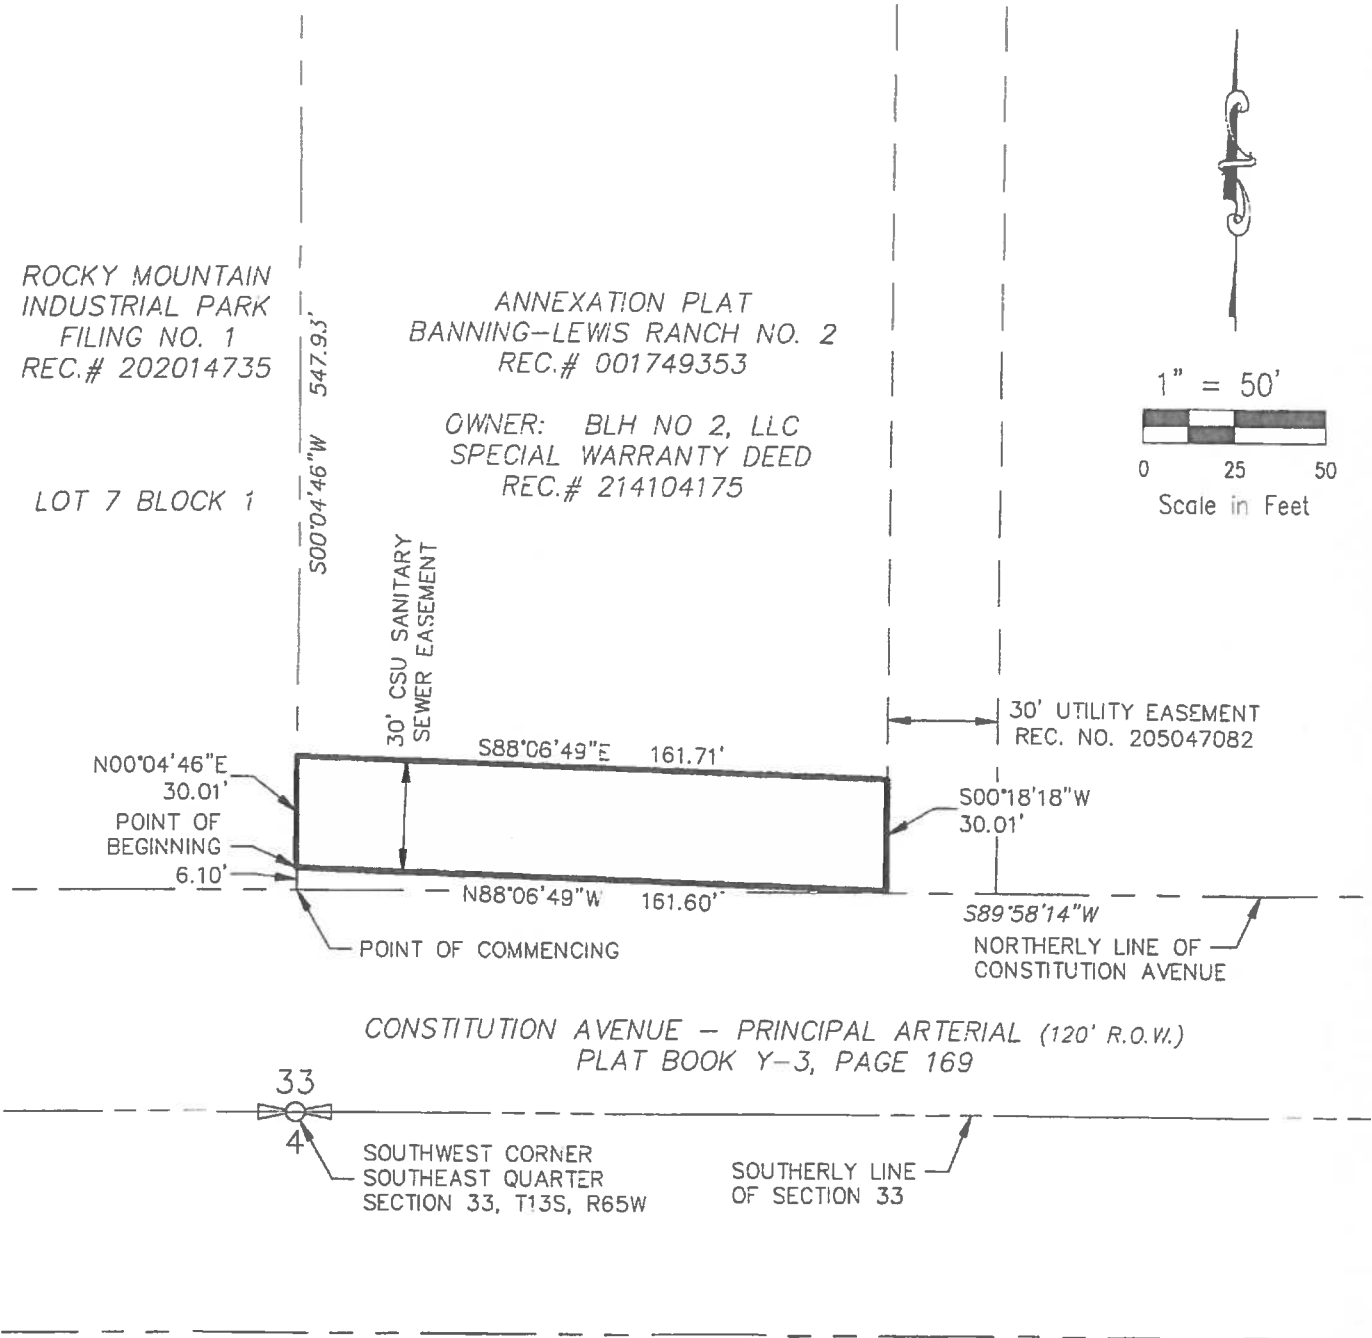 ROCKY MOUNTAIN
INDUSTRIAL PARK
FILING NO. 1
REC.# 202014735
LOT 7 BLOCK 1
S00°04'46"W 547.93'
ANNEXATION PLAT
BANNING-LEWIS RANCH NO. 2
REC.# 001749353
OWNER: BLH NO 2, LLC
SPECIAL WARRANTY DEED
REC.# 214104175
1" = 50'
0 25 50
Scale in Feet
30' CSU SANITARY
SEWER EASEMENT
30' UTILITY EASEMENT
REC. NO. 205047082
N00°04'46"E
30.01'
POINT OF
BEGINNING
6.10'
S88°06'49"E 161.71'
S00°18'18"W
30.01'
N88°06'49"W 161.60'
S89°58'14"W
POINT OF COMMENCING
NORTHERLY LINE OF
CONSTITUTION AVENUE
CONSTITUTION AVENUE – PRINCIPAL ARTERIAL (120' R.O.W.)
PLAT BOOK Y-3, PAGE 169
33
4
SOUTHWEST CORNER
SOUTHEAST QUARTER
SECTION 33, T13S, R65W
SOUTHERLY LINE
OF SECTION 33